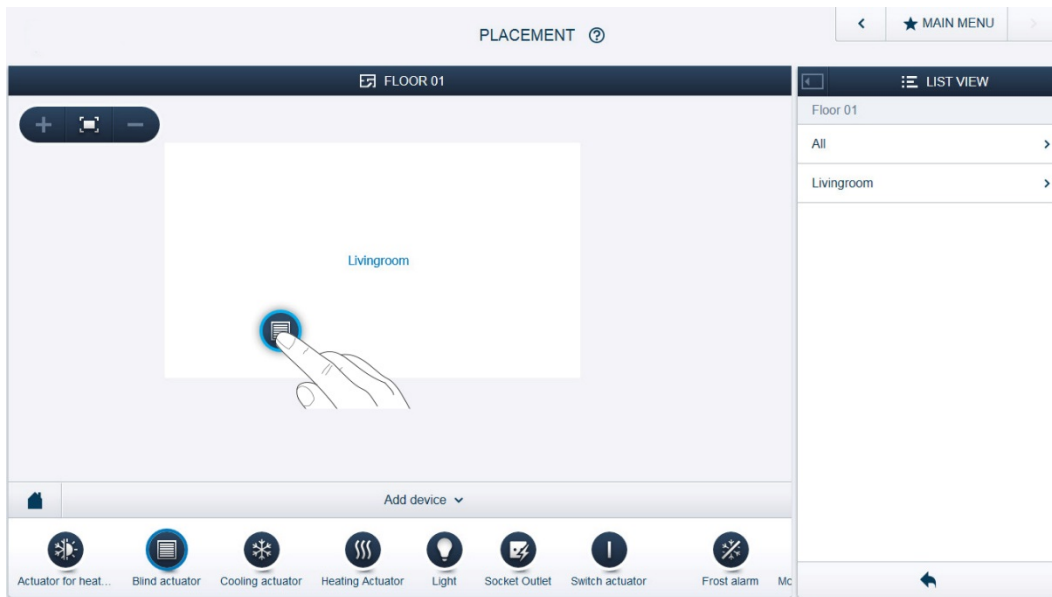 PLACEMENT ?
MAIN MENU
FLOOR 01
LIST VIEW
Floor 01
All
Livingroom
Livingroom
Add device
Actuator for heat...
Blind actuator
Cooling actuator
Heating Actuator
Light
Socket Outlet
Switch actuator
Frost alarm
Mc